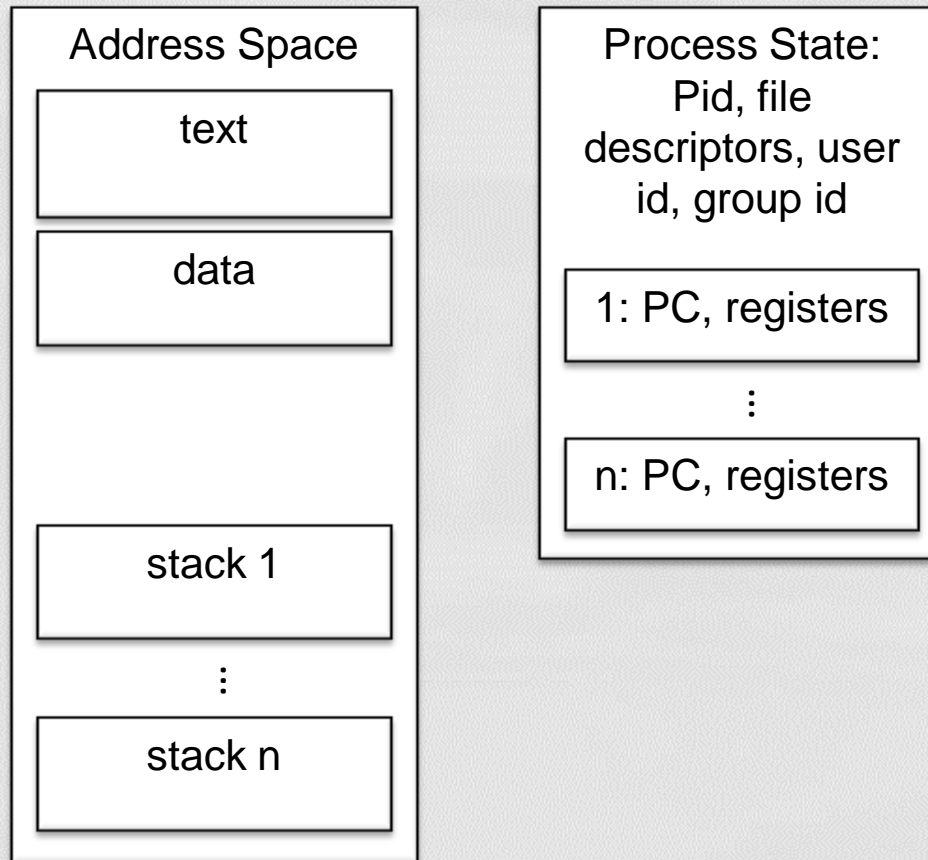 Address Space
text
data
stack 1
⋮
stack n
Process State:
Pid, file
descriptors, user
id, group id
1: PC, registers
⋮
n: PC, registers